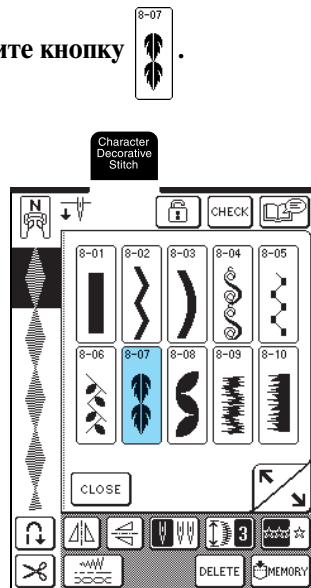 8-07
ите кнопку .
Character
Decorative
Stitch
N
CHECK
8-01 8-02 8-03 8-04 8-05
8-06 8-07 8-08 8-09 8-10
CLOSE
3
DELETE MEMORY